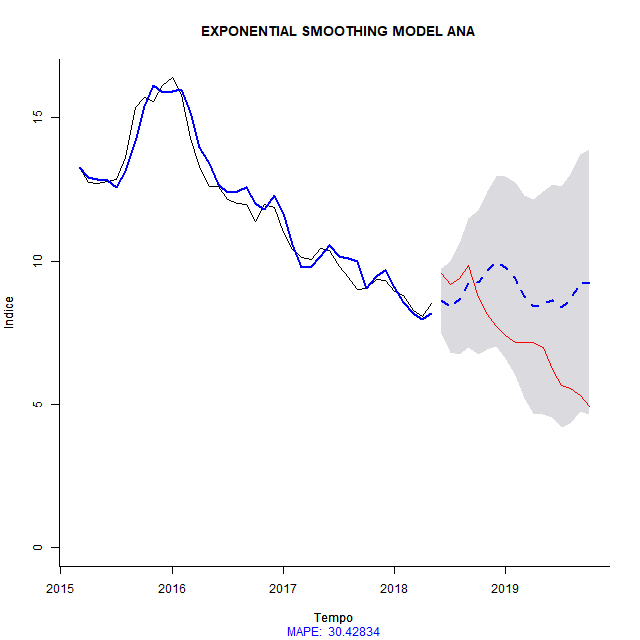 EXPONENTIAL SMOOTHING MODEL ANA
15
10
5
0
Indice
2015 2016 2017 2018 2019
Tempo
MAPE: 30.42834